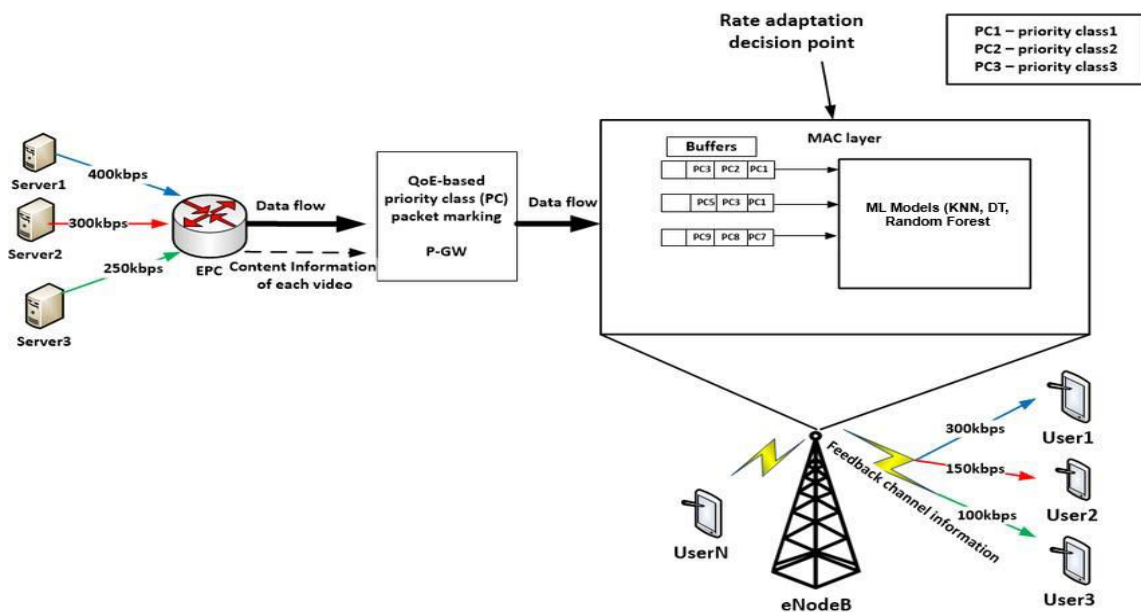 Rate adaptation
decision point
PC1 – priority class1
PC2 – priority class2
PC3 – priority class3
MAC layer
Buffers
PC3 PC2 PC1
PC5 PC3 PC1
PC9 PC8 PC7
ML Models (KNN, DT,
Random Forest
Server1
400kbps
Server2
300kbps
Server3
250kbps
EPC
Data flow
Content Information
of each video
QoE-based
priority class (PC)
packet marking
P-GW
Data flow
300kbps
User1
150kbps
User2
100kbps
User3
Feedback channel information
UserN
eNodeB